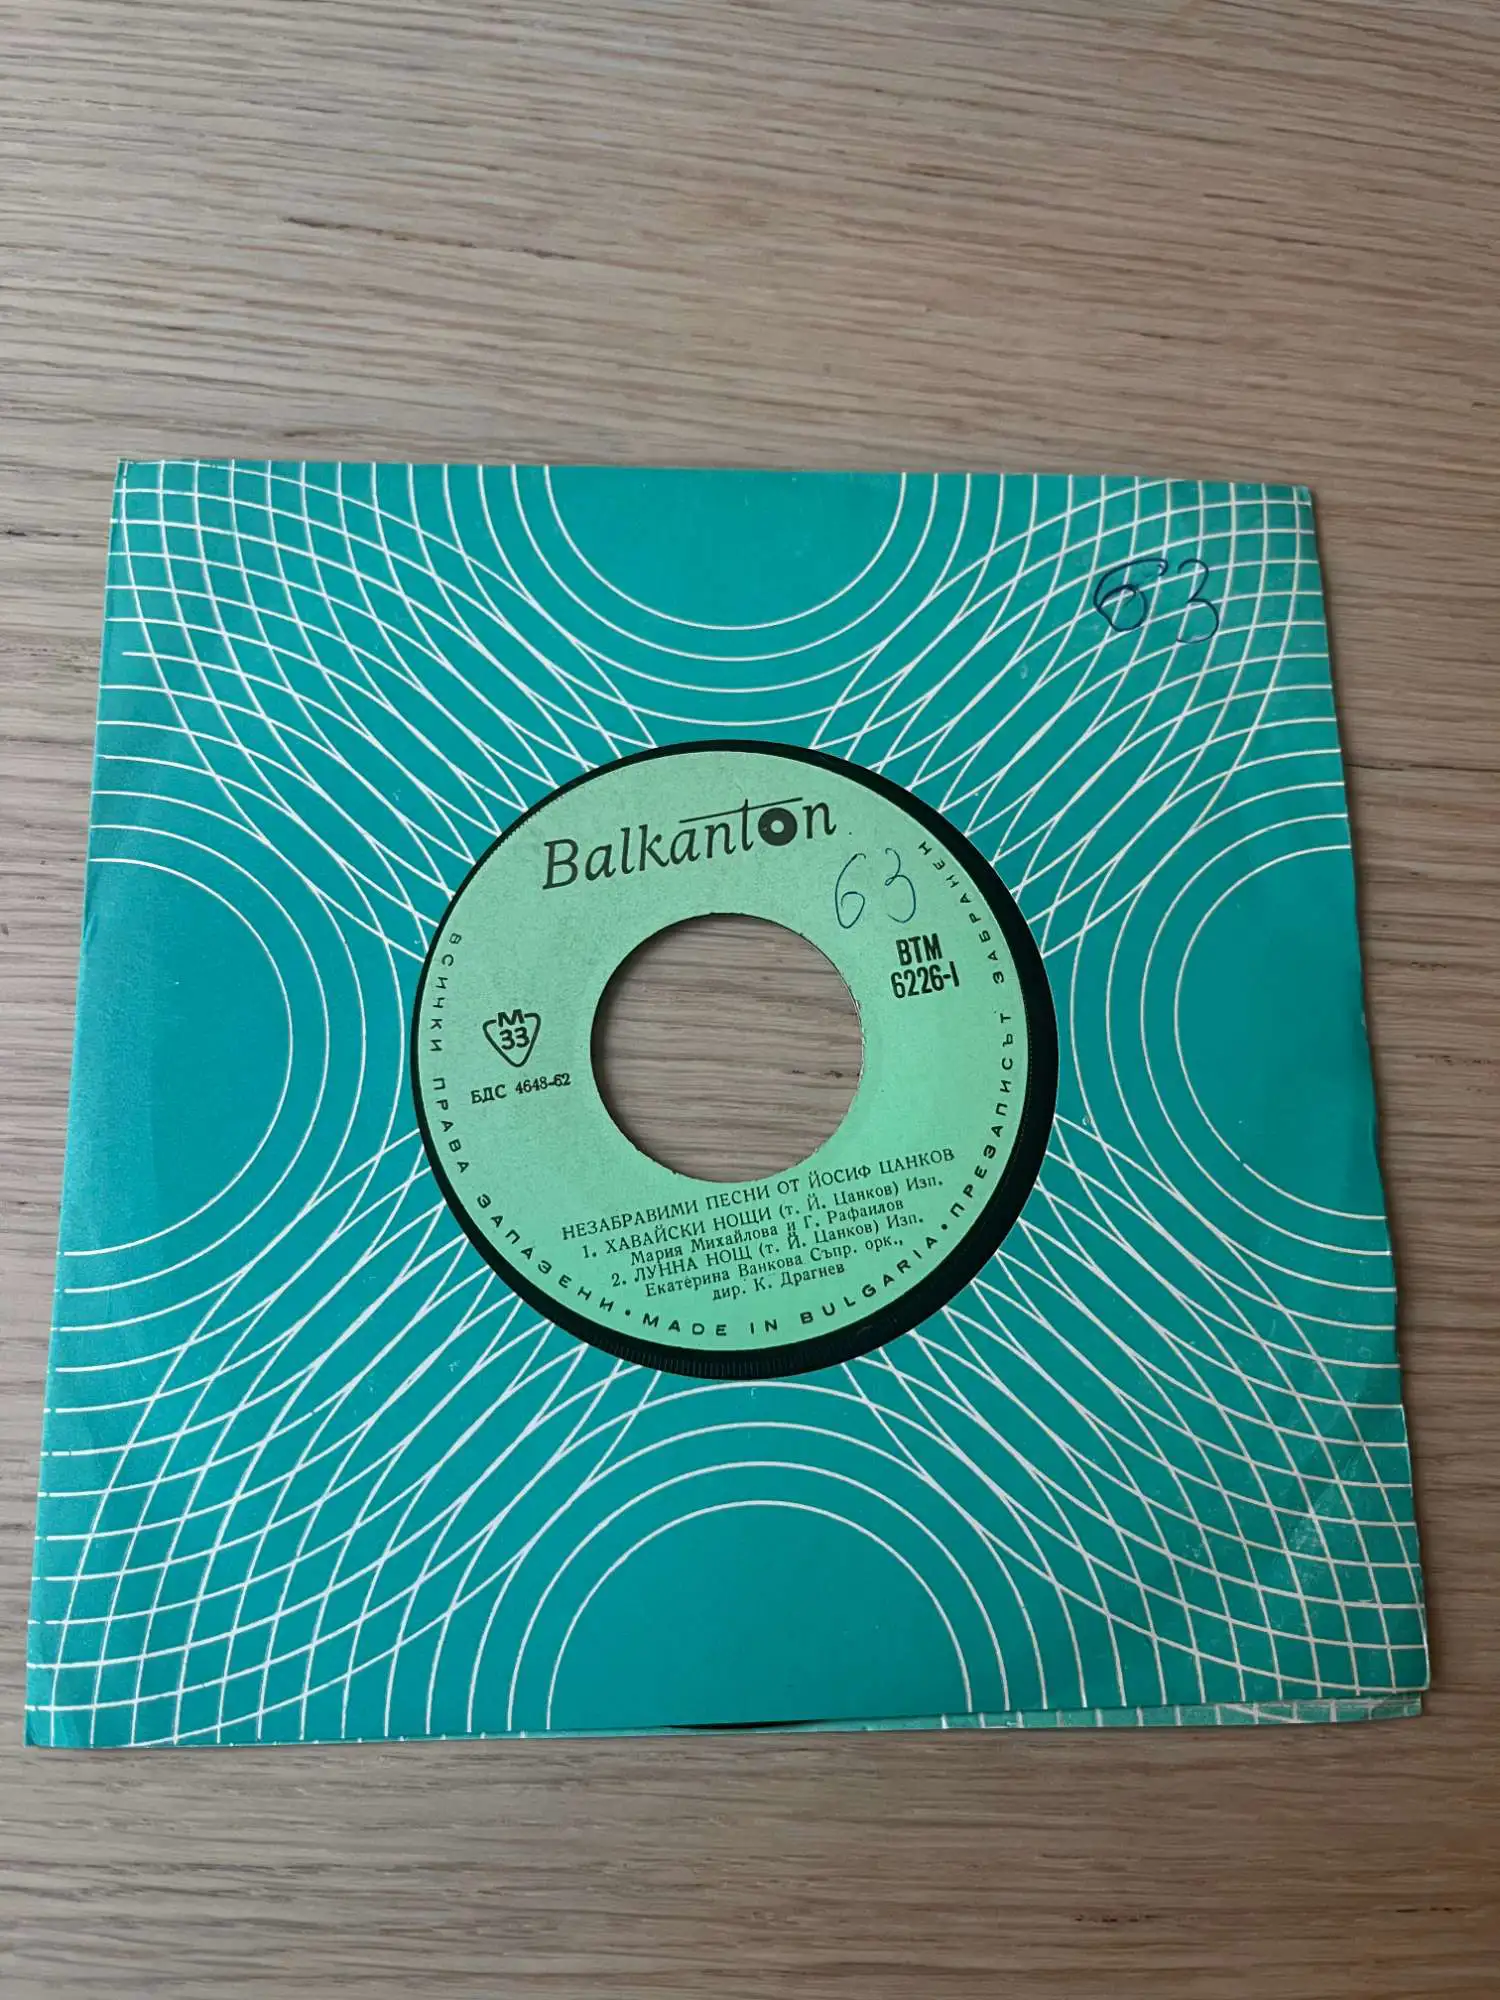 63
Balkanton
63
ВТМ
6226-I
М
33
БДС 4648-62
НЕЗАБРАВИМИ ПЕСНИ ОТ ЙОСИФ ЦАНКОВ
1. ХАВАЙСКИ НОЩИ (т. Й. Цанков) Изп.
Мария Михайлова и Г. Рафаилов
2. ЛУННА НОЩ (т. Й. Цанков) Изп.
Екатерина Ванкова Съпр. орк.,
дир. К. Драгнев
ВСИЧКИ ПРАВА ЗАПАЗЕНИ • MADE IN BULGARIA • ПРЕЗАПИСЪТ ЗАБРАНЕН